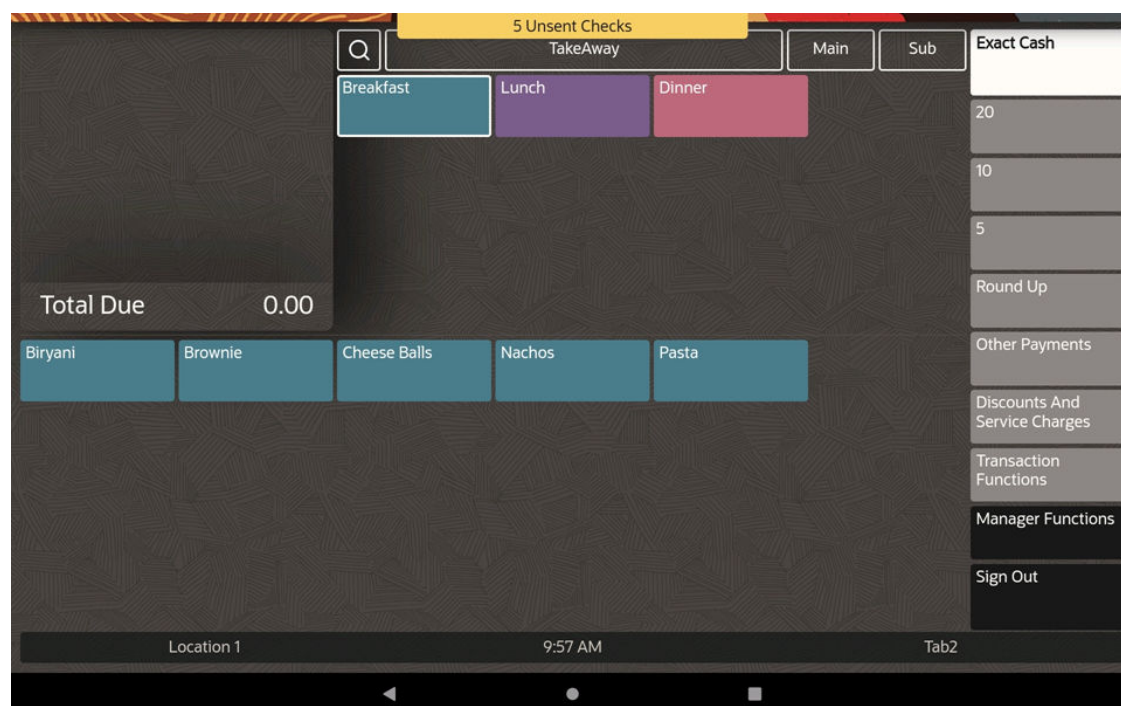 5 Unsent Checks
TakeAway
Main
Sub
Exact Cash
Breakfast
Lunch
Dinner
20
10
5
Round Up
Total Due 0.00
Other Payments
Biryani
Brownie
Cheese Balls
Nachos
Pasta
Discounts And
Service Charges
Transaction
Functions
Manager Functions
Sign Out
Location 1
9:57 AM
Tab2